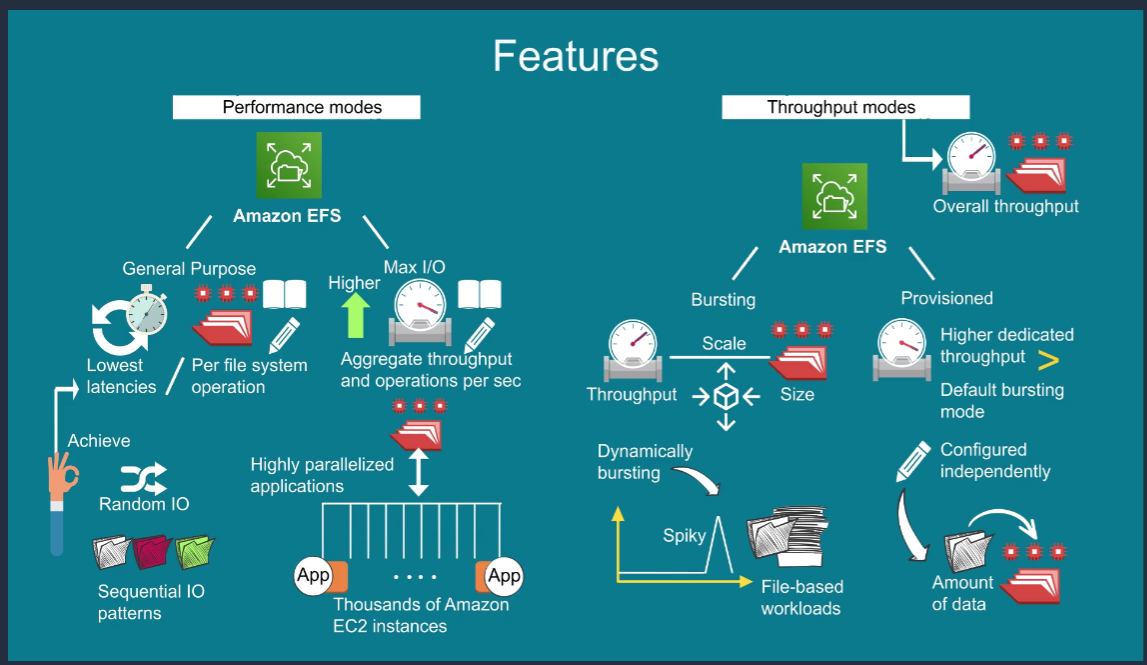 Features
Performance modes
Amazon EFS
General Purpose
Lowest
latencies
Per file system
operation
Achieve
Random IO
Sequential IO
patterns
Max I/O
Higher
Aggregate throughput
and operations per sec
Highly parallelized
applications
App
App
Thousands of Amazon
EC2 instances
Throughput modes
Overall throughput
Amazon EFS
Bursting
Scale
Throughput
Size
Dynamically
bursting
Spiky
File-based
workloads
Provisioned
Higher dedicated
throughput >
Default bursting
mode
Configured
independently
Amount
of data